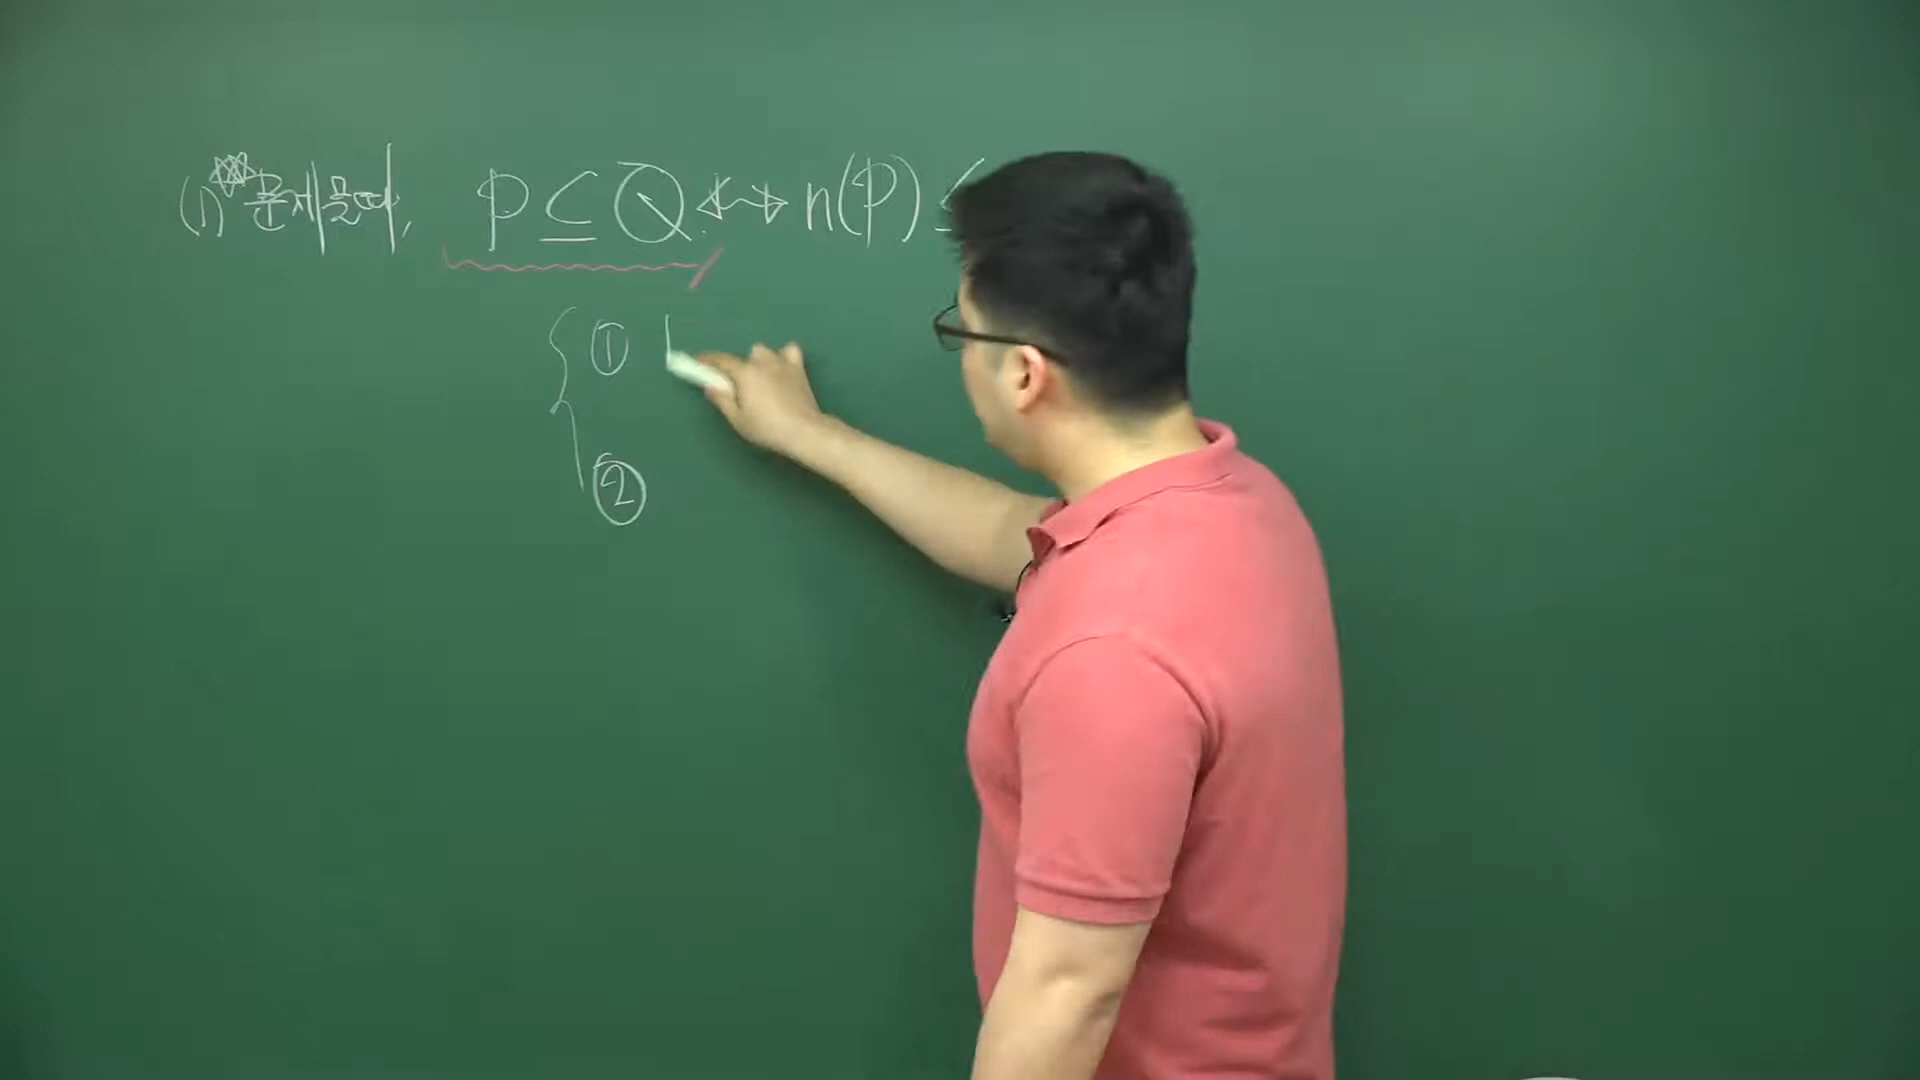 (1) 문제풀 때, P ⊆ Q. ↔ n(P) ≤
①
②